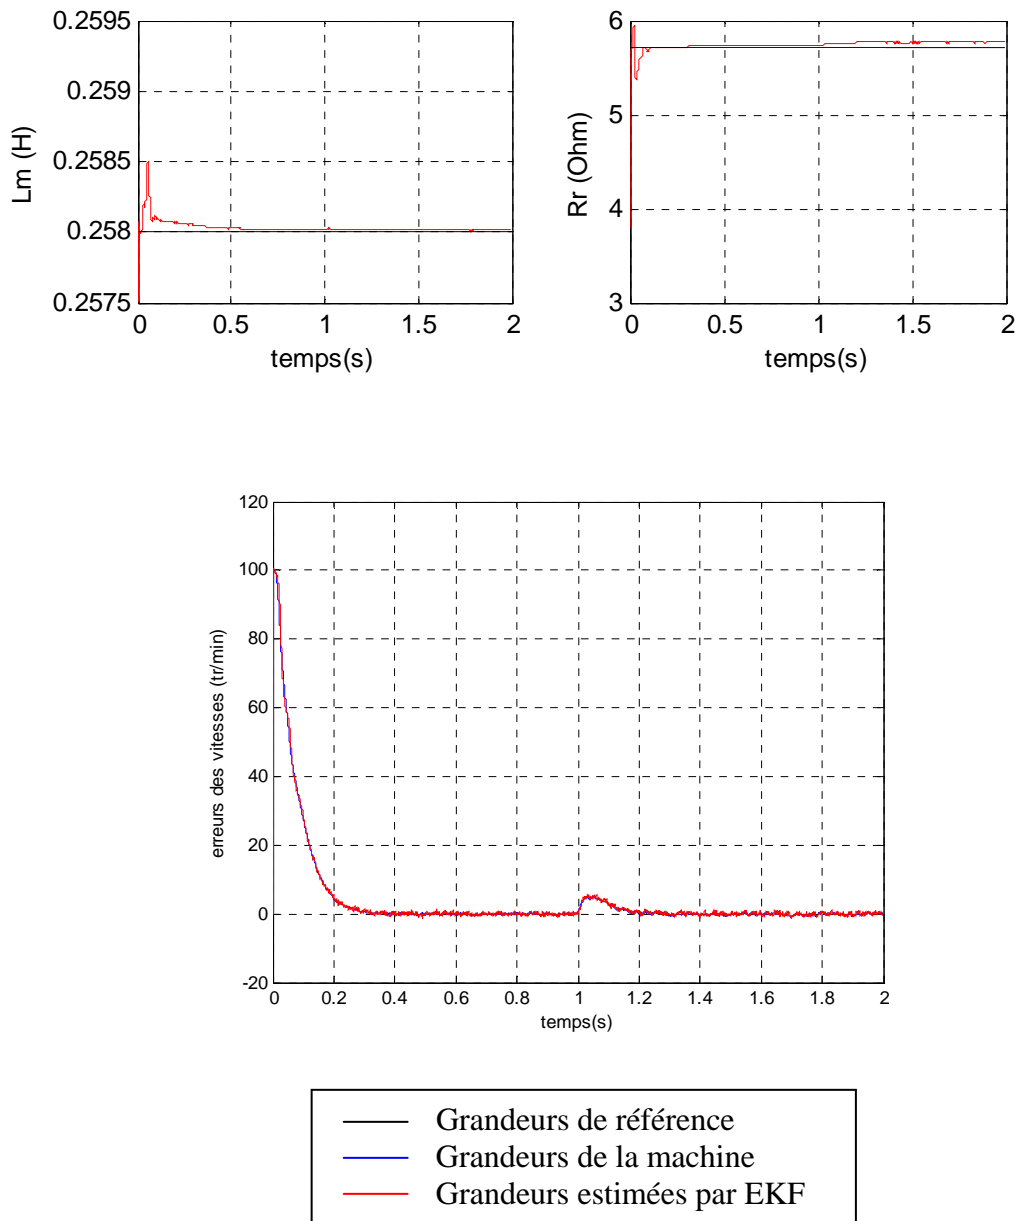 0.2595
0.259
0.2585
0.258
0.2575
Lm (H)
0 0.5 1 1.5 2
temps(s)
6
5
4
3
Rr (Ohm)
0 0.5 1 1.5 2
temps(s)
120
100
80
60
40
20
0
-20
erreurs des vitesses (tr/min)
0 0.2 0.4 0.6 0.8 1 1.2 1.4 1.6 1.8 2
temps(s)
Grandeurs de référence
Grandeurs de la machine
Grandeurs estimées par EKF